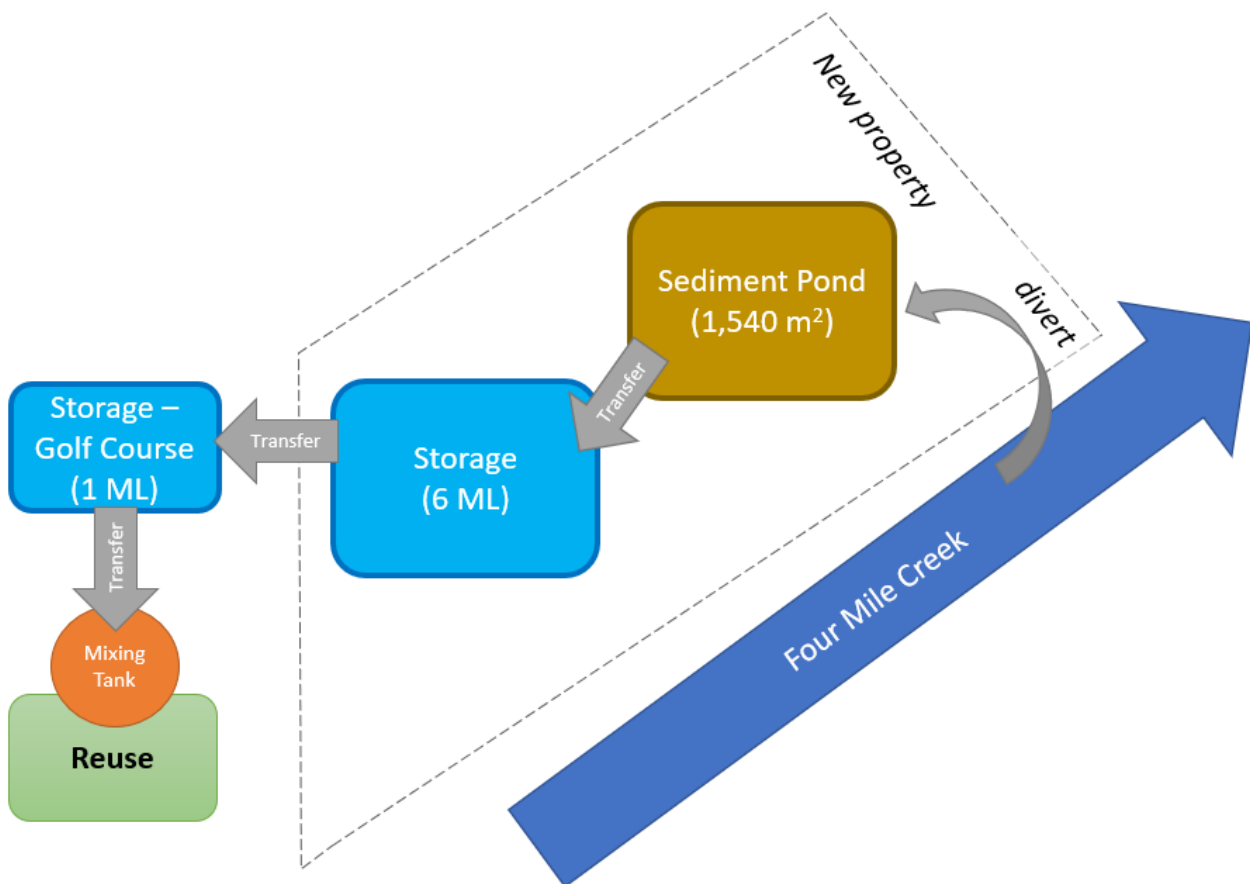 New property
divert
Sediment Pond
(1,540 m²)
Transfer
Storage
(6 ML)
Transfer
Storage –
Golf Course
(1 ML)
Transfer
Mixing
Tank
Reuse
Four Mile Creek